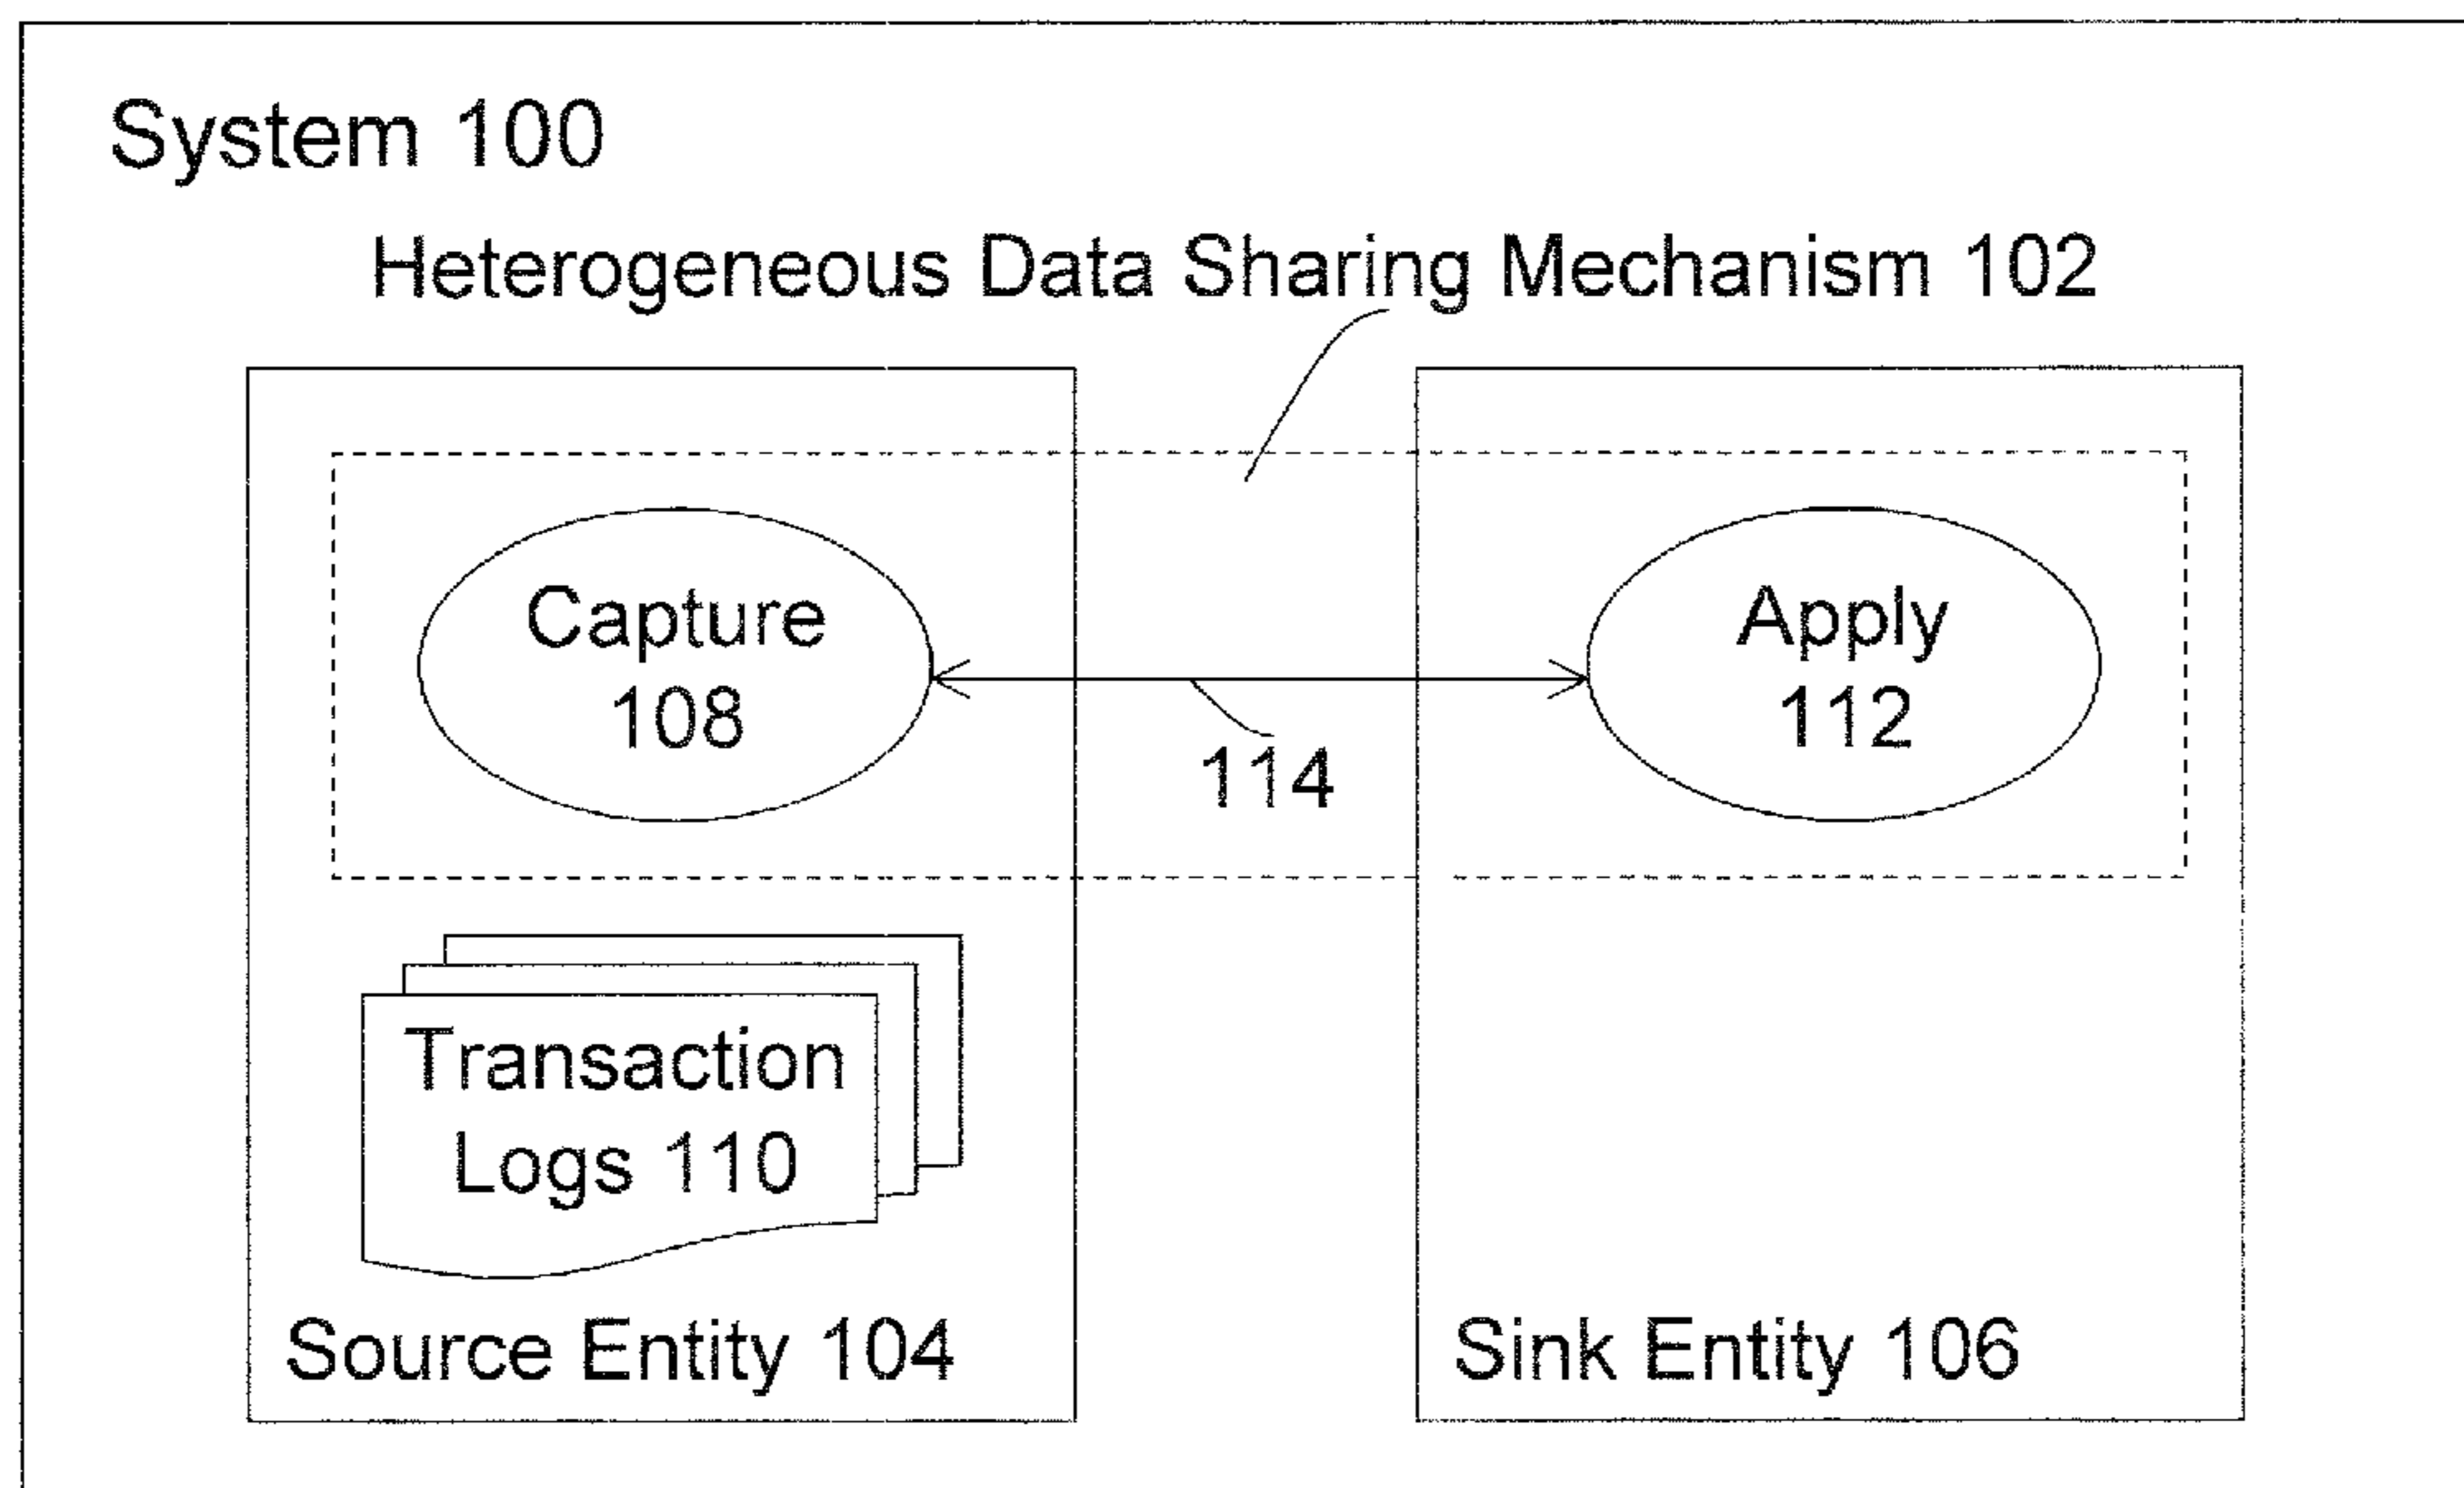 System 100
Heterogeneous Data Sharing Mechanism 102
Capture
108
Apply
112
114
Transaction
Logs 110
Source Entity 104
Sink Entity 106